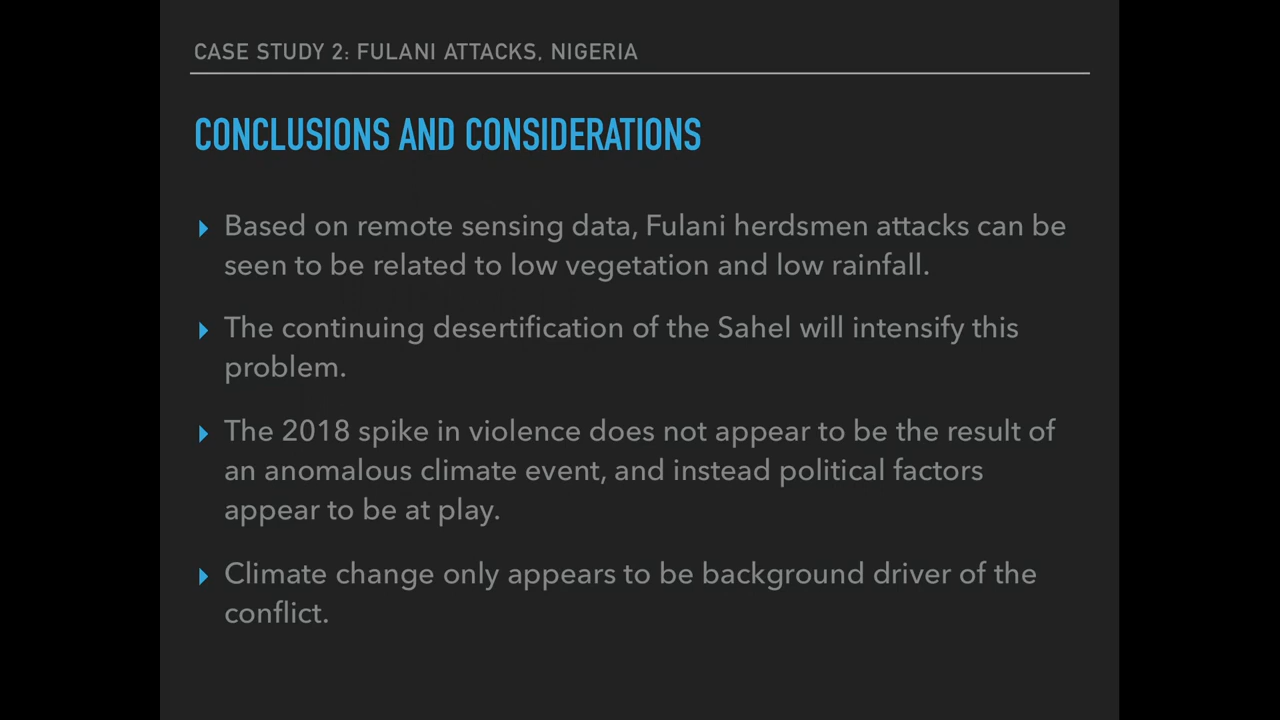 CASE STUDY 2: FULANI ATTACKS, NIGERIA
CONCLUSIONS AND CONSIDERATIONS
Based on remote sensing data, Fulani herdsmen attacks can be
seen to be related to low vegetation and low rainfall.
The continuing desertification of the Sahel will intensify this
problem.
The 2018 spike in violence does not appear to be the result of
an anomalous climate event, and instead political factors
appear to be at play.
Climate change only appears to be background driver of the
conflict.